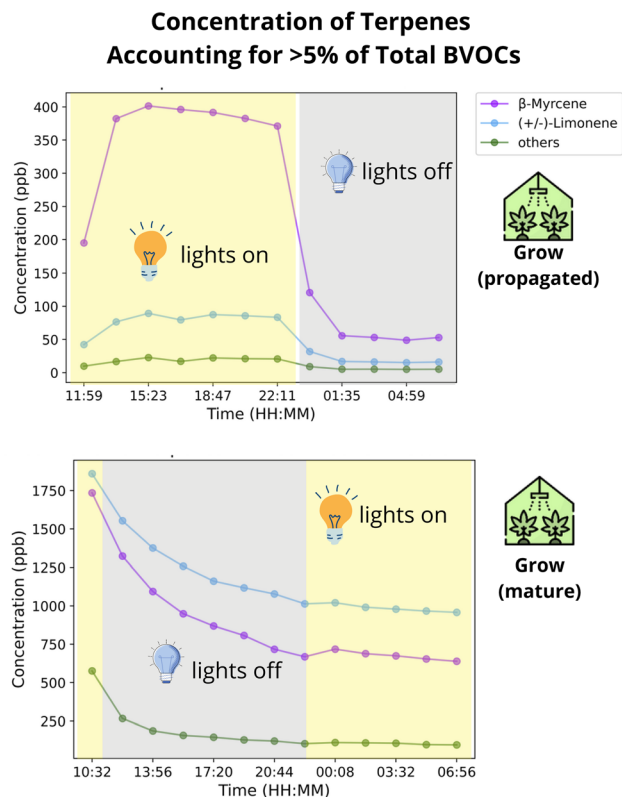 Concentration of Terpenes
Accounting for >5% of Total BVOCs
Concentration (ppb)
400
350
300
250
200
150
100
50
0
11:59 15:23 18:47 22:11 01:35 04:59
Time (HH:MM)
lights on
lights off
β-Myrcene
(+/-)-Limonene
others
Grow
(propagated)
Concentration (ppb)
1750
1500
1250
1000
750
500
250
10:32 13:56 17:20 20:44 00:08 03:32 06:56
Time (HH:MM)
lights off
lights on
Grow
(mature)